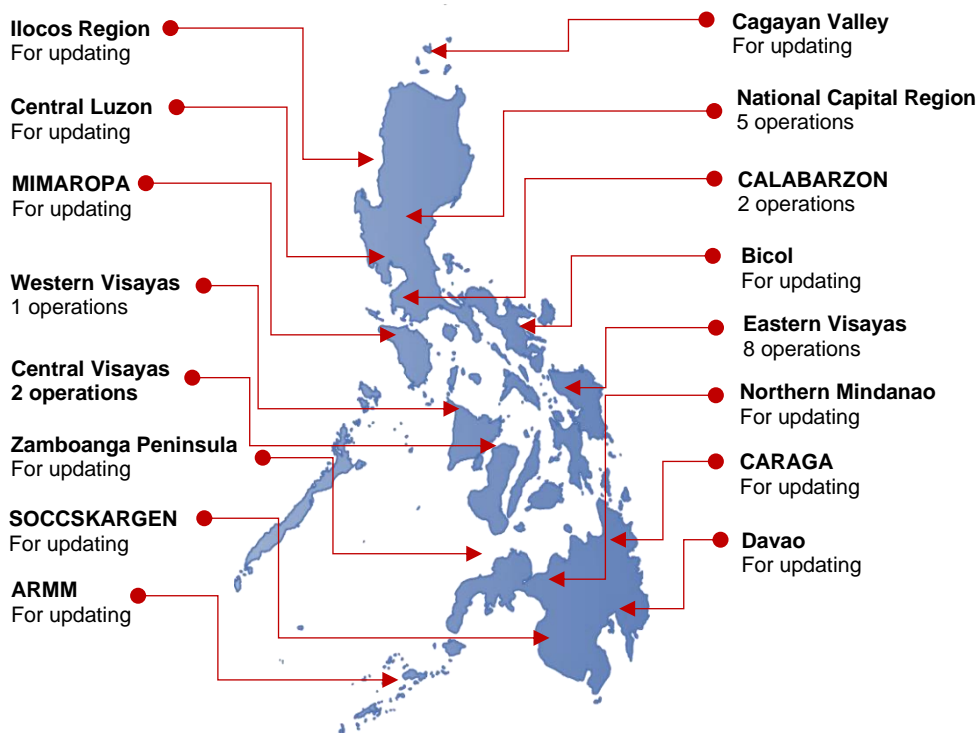 Ilocos Region
For updating
Central Luzon
For updating
MIMAROPA
For updating
Western Visayas
1 operations
Central Visayas
2 operations
Zamboanga Peninsula
For updating
SOCCSKARGEN
For updating
ARMM
For updating
Cagayan Valley
For updating
National Capital Region
5 operations
CALABARZON
2 operations
Bicol
For updating
Eastern Visayas
8 operations
Northern Mindanao
For updating
CARAGA
For updating
Davao
For updating